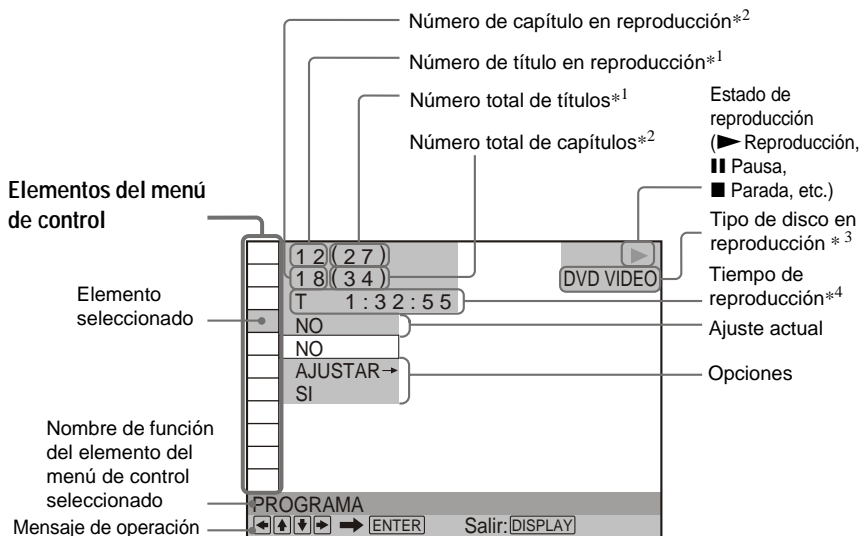 Número de capítulo en reproducción*2
Número de título en reproducción*1
Número total de títulos*1
Número total de capítulos*2
Estado de
reproducción
(► Reproducción,
▮▮ Pausa,
■ Parada, etc.)
Tipo de disco en
reproducción *3
Tiempo de
reproducción*4
Ajuste actual
Opciones
Elementos del menú
de control
Elemento
seleccionado
Nombre de función
del elemento del
menú de control
seleccionado
Mensaje de operación
12(27)
18(34)
DVD VIDEO
T 1:32:55
NO
NO
AJUSTAR→
SI
PROGRAMA
←↑↓→ ➡ ENTER Salir: DISPLAY